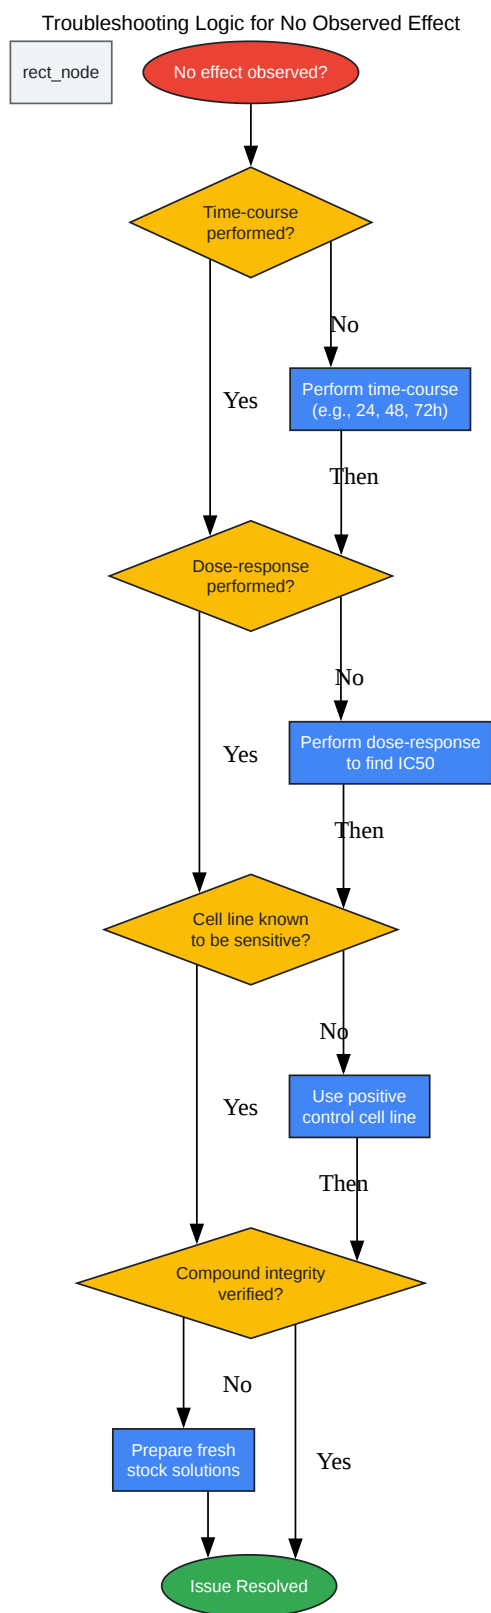 Troubleshooting Logic for No Observed Effect
rect_node
No effect observed?
Time-course
performed?
No
Yes
Perform time-course
(e.g., 24, 48, 72h)
Then
Dose-response
performed?
No
Yes
Perform dose-response
to find IC50
Then
Cell line known
to be sensitive?
No
Yes
Use positive
control cell line
Then
Compound integrity
verified?
No
Yes
Prepare fresh
stock solutions
Issue Resolved